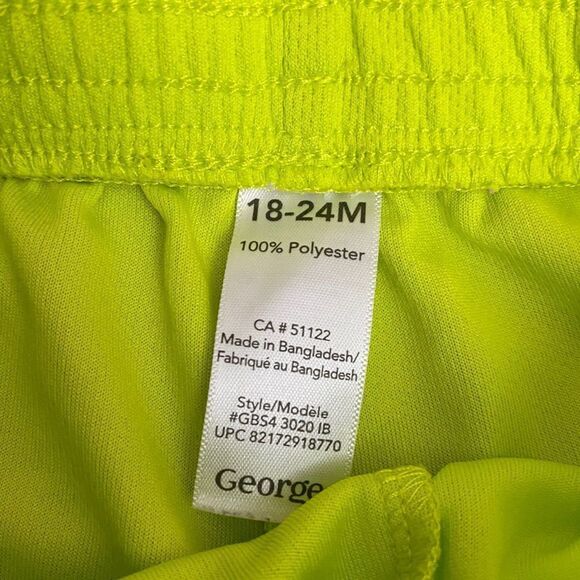 18-24M
100% Polyester
CA # 51122
Made in Bangladesh/
Fabriqué au Bangladesh
Style/Modèle
#GBS4 3020 IB
UPC 82172918770
George